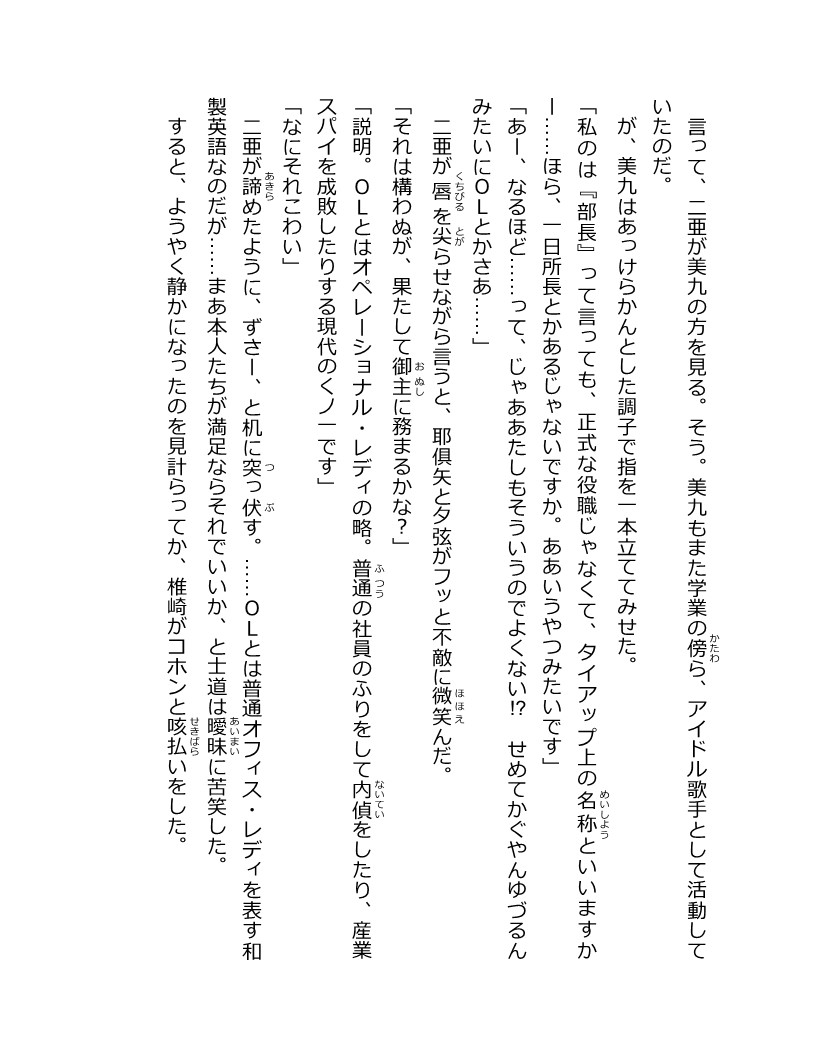 言って、二亜が美九の方を見る。そう。美九もまた学業の傍ら、アイドル歌手として活動して
いたのだ。
　が、美九はあっけらかんとした調子で指を一本立ててみせた。
「私のは『部長』って言っても、正式な役職じゃなくて、タイアップ上の名称といいますか
ー……ほら、一日所長とかあるじゃないですか。ああいうやつみたいです」
「あー、なるほど……って、じゃああたしもそういうのでよくない!?　せめてかぐやんゆづるん
みたいにＯＬとかさあ……」
　二亜が唇を尖らせながら言うと、耶倶矢と夕弦がフッと不敵に微笑んだ。
「それは構わぬが、果たして御主に務まるかな？」
「説明。ＯＬとはオペレーショナル・レディの略。普通の社員のふりをして内偵をしたり、産業
スパイを成敗したりする現代のくノ一です」
「なにそれこわい」
　二亜が諦めたように、ずさー、と机に突っ伏す。……ＯＬとは普通オフィス・レディを表す和
製英語なのだが……まあ本人たちが満足ならそれでいいか、と士道は曖昧に苦笑した。
　すると、ようやく静かになったのを見計らってか、椎崎がコホンと咳払いをした。